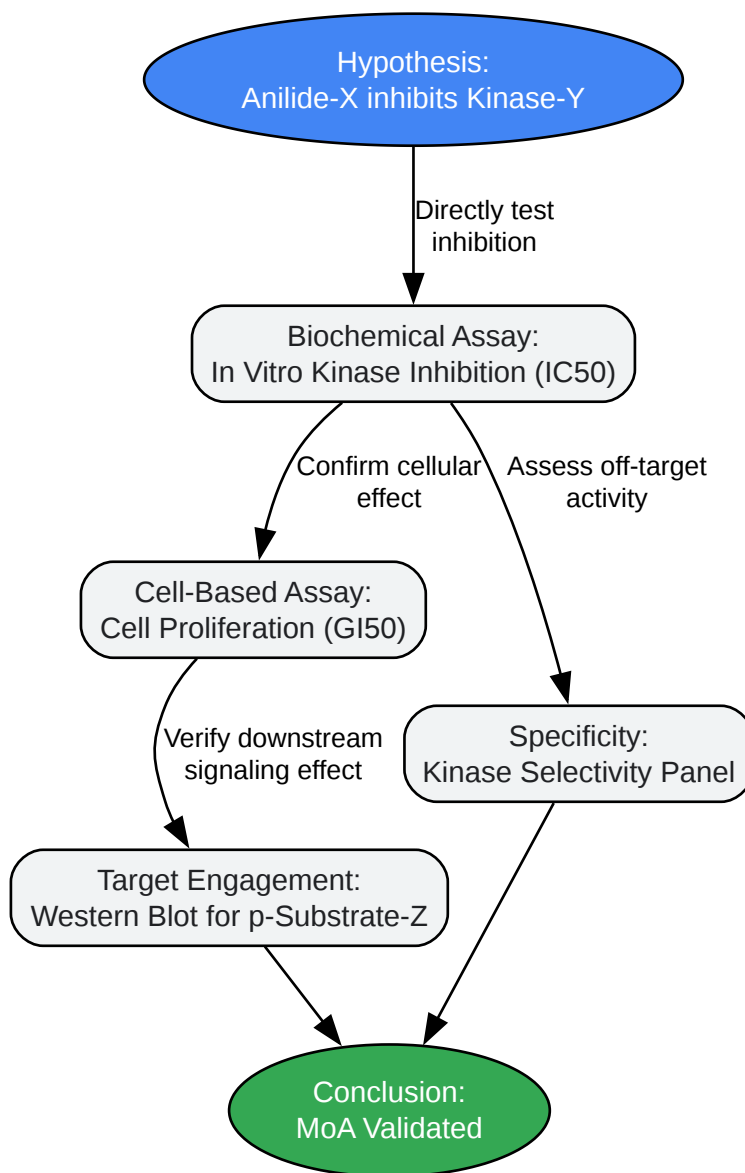 Hypothesis:
Anilide-X inhibits Kinase-Y
Directly test
inhibition
Biochemical Assay:
In Vitro Kinase Inhibition (IC50)
Confirm cellular
effect
Assess off-target
activity
Cell-Based Assay:
Cell Proliferation (GI50)
Verify downstream
signaling effect
Specificity:
Kinase Selectivity Panel
Target Engagement:
Western Blot for p-Substrate-Z
Conclusion:
MoA Validated